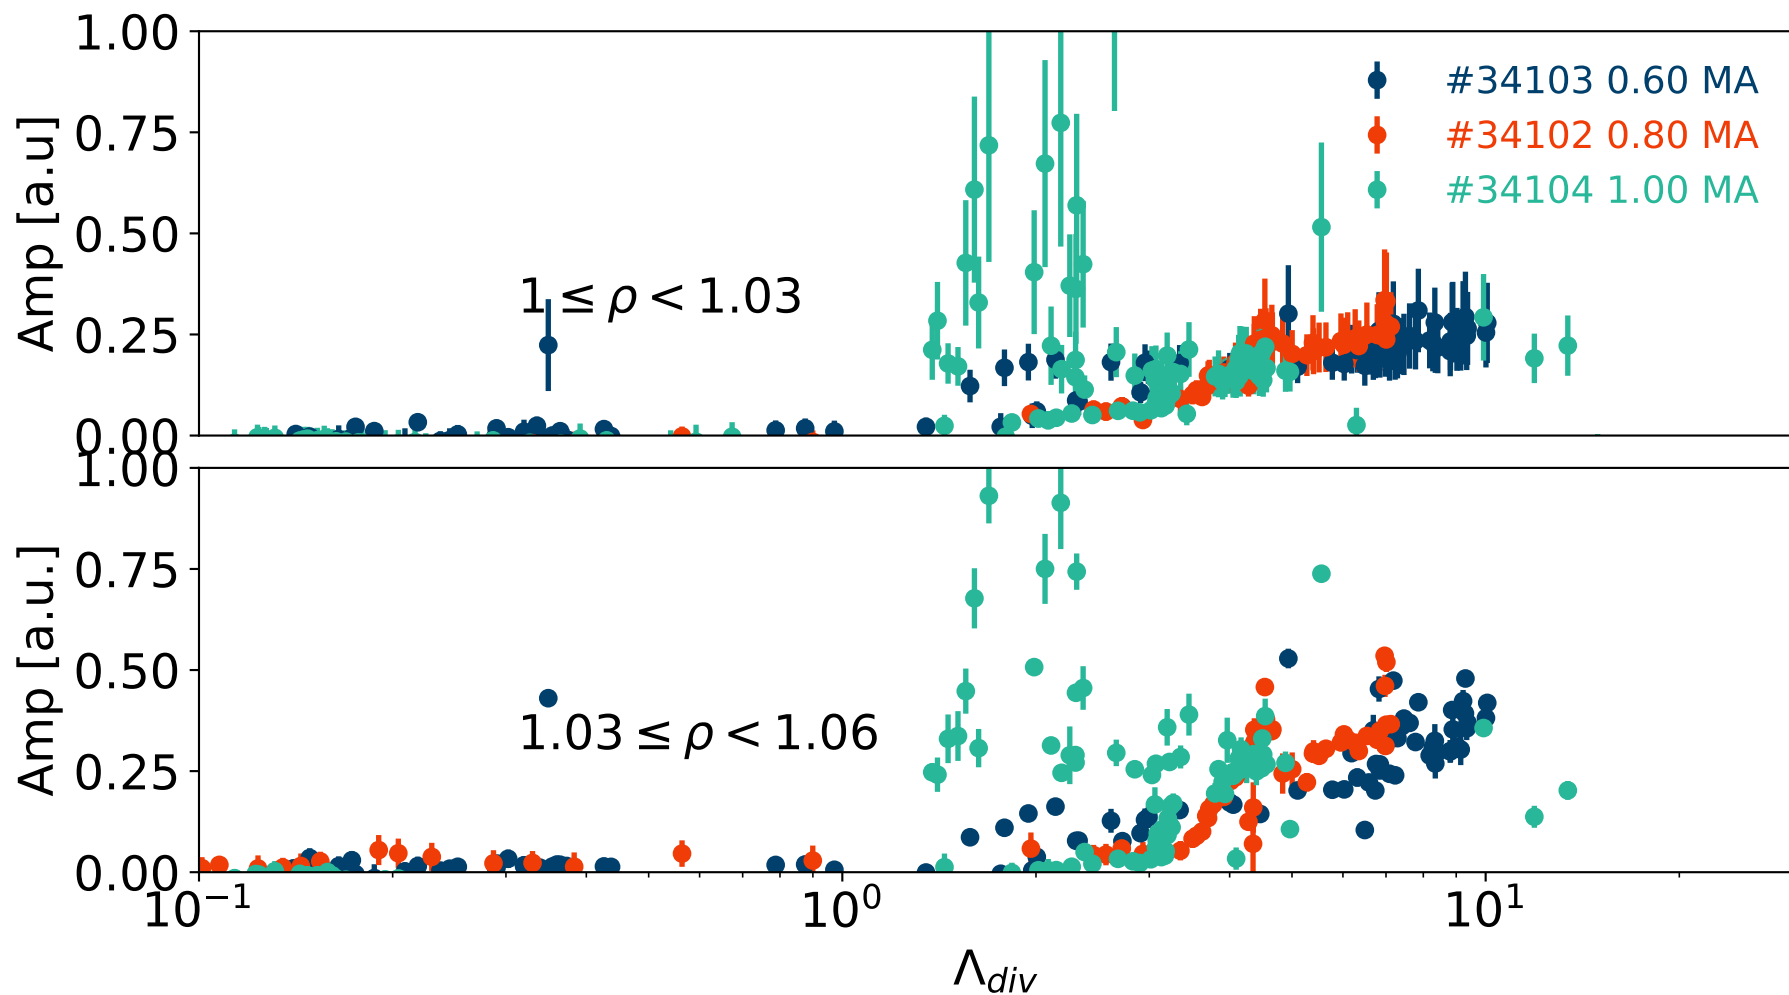 1.00
0.75
0.50
0.25
0.00
Amp [a.u]
1 ≤ ρ < 1.03
#34103 0.60 MA
#34102 0.80 MA
#34104 1.00 MA
1.00
0.75
0.50
0.25
0.00
Amp [a.u.]
1.03 ≤ ρ < 1.06
10⁻¹ 10⁰ 10¹
Λ_div